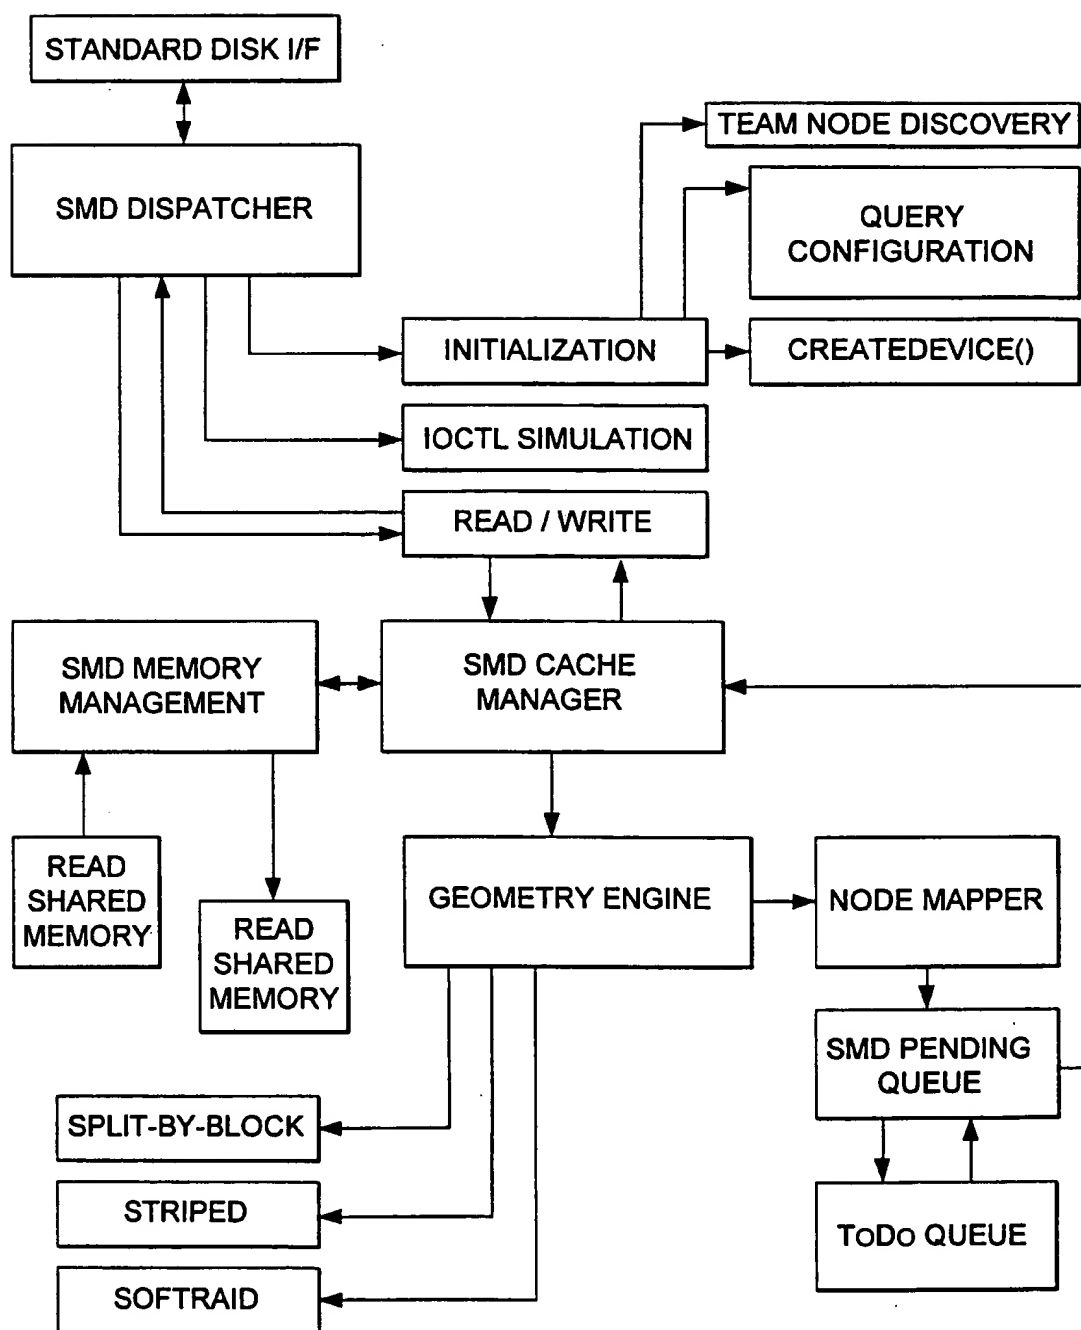 STANDARD DISK I/F
TEAM NODE DISCOVERY
SMD DISPATCHER
QUERY
CONFIGURATION
INITIALIZATION
CREATEDEVICE()
IOCTL SIMULATION
READ / WRITE
SMD MEMORY
MANAGEMENT
SMD CACHE
MANAGER
READ
SHARED
MEMORY
READ
SHARED
MEMORY
GEOMETRY ENGINE
NODE MAPPER
SMD PENDING
QUEUE
SPLIT-BY-BLOCK
STRIPED
TODO QUEUE
SOFTRAID